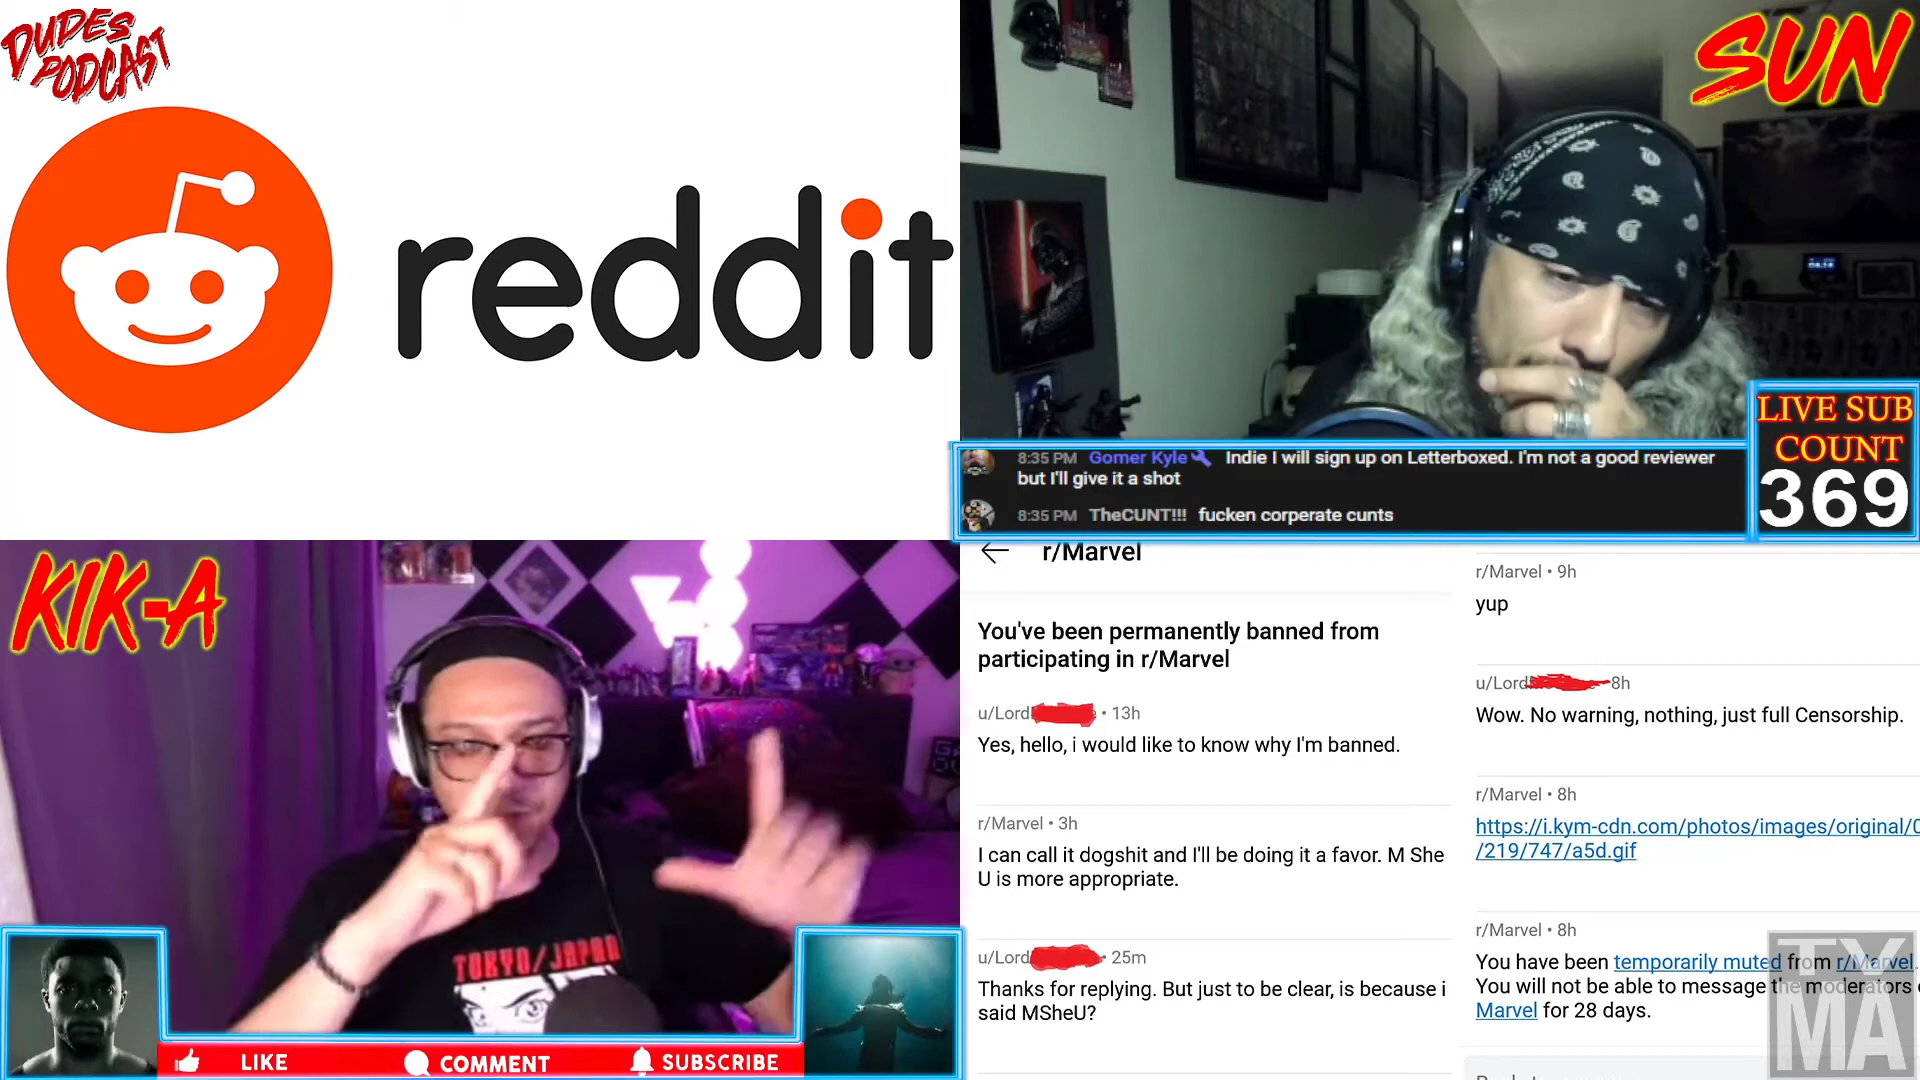 DUDES
PODCAST
reddit
SUN
LIVE SUB
COUNT
369
8:35 PM Gomer Kyle Indie I will sign up on Letterboxed. I'm not a good reviewer
but I'll give it a shot
8:35 PM TheCUNT!!! fucken corperate cunts
KIK-A
TOKYO/JAPAN
LIKE
COMMENT
SUBSCRIBE
r/Marvel
You've been permanently banned from
participating in r/Marvel
u/Lord • 13h
Yes, hello, i would like to know why I'm banned.
r/Marvel • 3h
I can call it dogshit and I'll be doing it a favor. M She
U is more appropriate.
u/Lord • 25m
Thanks for replying. But just to be clear, is because i
said MSheU?
r/Marvel • 9h
yup
u/Lord 8h
Wow. No warning, nothing, just full Censorship.
r/Marvel • 8h
https://i.kym-cdn.com/photos/images/original/0
/219/747/a5d.gif
r/Marvel • 8h
You have been temporarily muted from r/Marvel.
You will not be able to message the moderators
Marvel for 28 days.
TY
MA